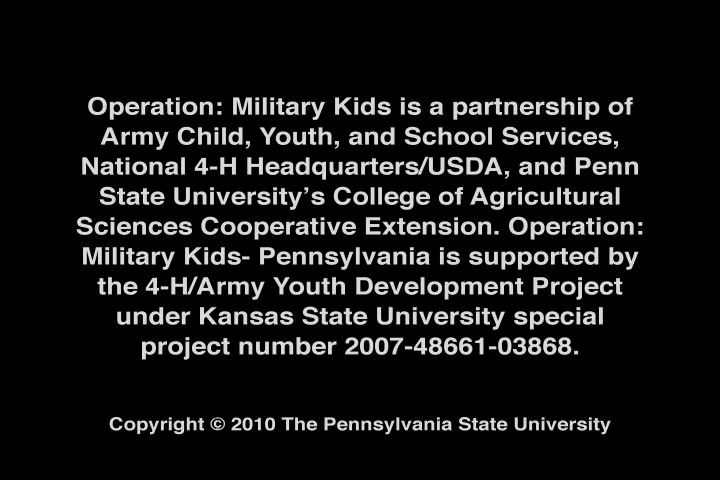 Operation: Military Kids is a partnership of
Army Child, Youth, and School Services,
National 4-H Headquarters/USDA, and Penn
State University’s College of Agricultural
Sciences Cooperative Extension. Operation:
Military Kids- Pennsylvania is supported by
the 4-H/Army Youth Development Project
under Kansas State University special
project number 2007-48661-03868.
Copyright © 2010 The Pennsylvania State University